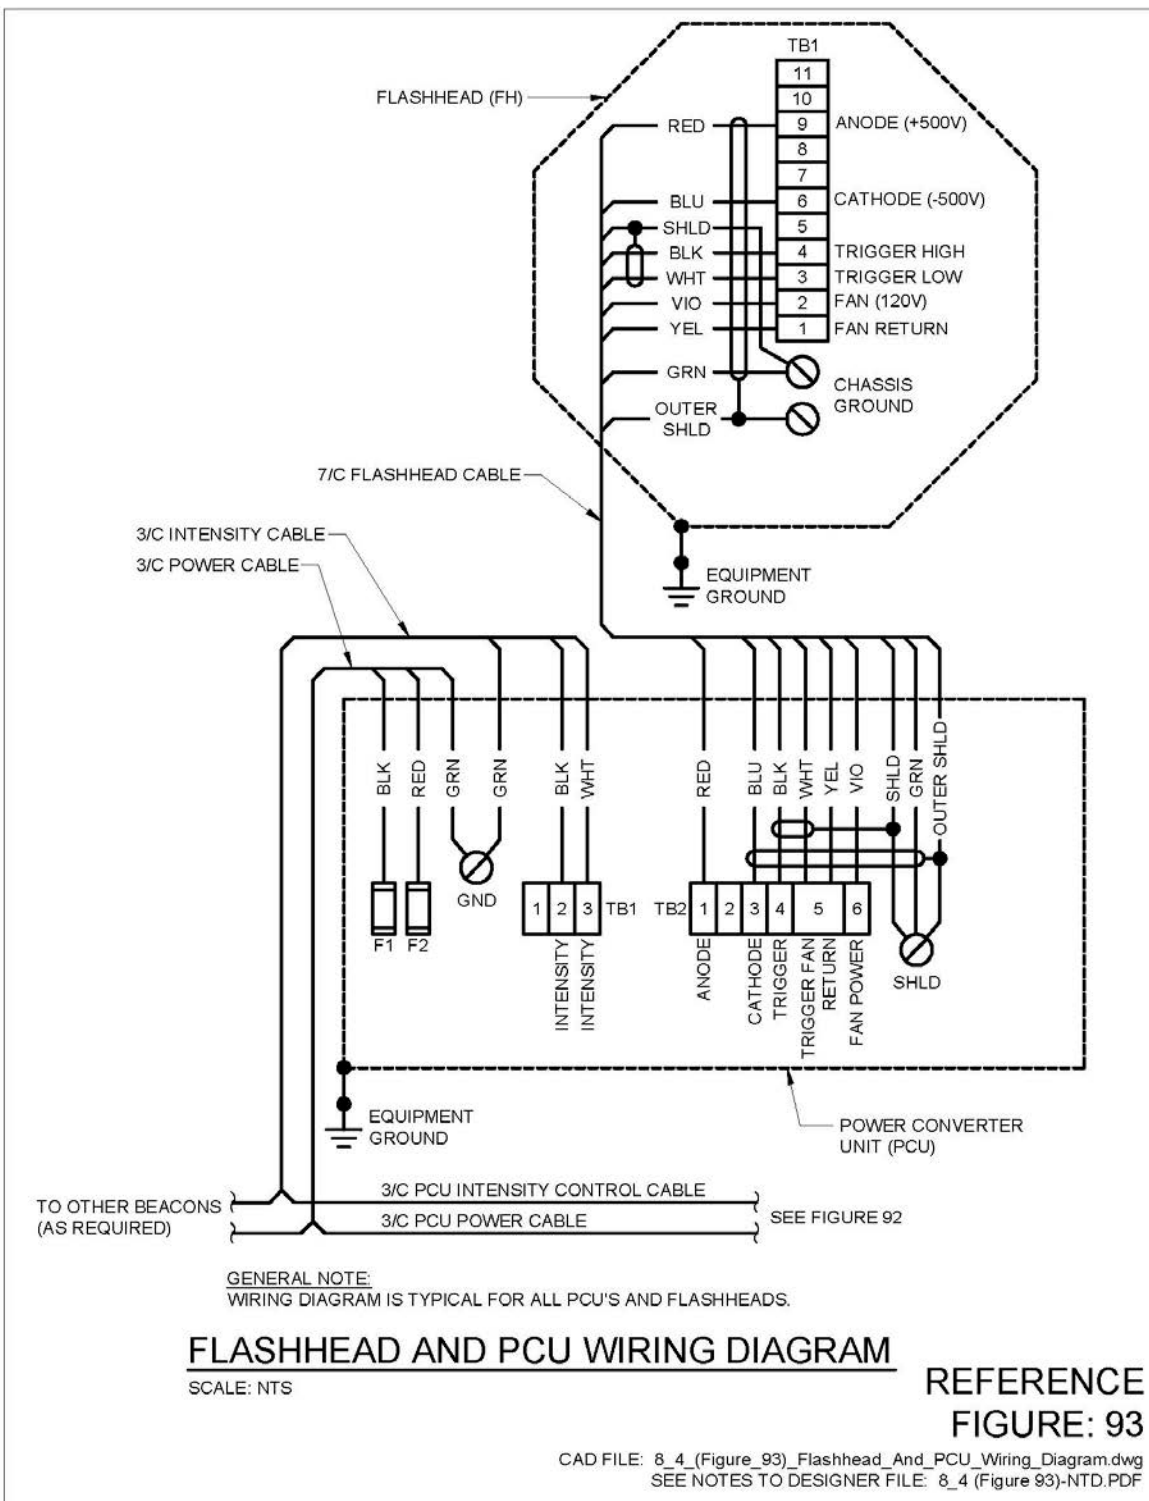 TB1
11
10
FLASHHEAD (FH)
RED 9 ANODE (+500V)
8
7
BLU 6 CATHODE (-500V)
SHLD 5
BLK 4 TRIGGER HIGH
WHT 3 TRIGGER LOW
VIO 2 FAN (120V)
YEL 1 FAN RETURN
GRN
CHASSIS
GROUND
OUTER
SHLD
7/C FLASHHEAD CABLE
3/C INTENSITY CABLE
3/C POWER CABLE
EQUIPMENT
GROUND
BLK
RED
GRN
GRN
BLK
WHT
RED
BLU
BLK
WHT
YEL
VIO
SHLD
GRN
OUTER SHLD
F1 F2
GND
1 2 3 TB1
INTENSITY
INTENSITY
TB2 1 2 3 4 5 6
ANODE
CATHODE
TRIGGER
TRIGGER FAN
RETURN
FAN POWER
SHLD
EQUIPMENT
GROUND
POWER CONVERTER
UNIT (PCU)
TO OTHER BEACONS
(AS REQUIRED)
3/C PCU INTENSITY CONTROL CABLE
3/C PCU POWER CABLE
SEE FIGURE 92
GENERAL NOTE:
WIRING DIAGRAM IS TYPICAL FOR ALL PCU'S AND FLASHHEADS.
FLASHHEAD AND PCU WIRING DIAGRAM
SCALE: NTS
REFERENCE
FIGURE: 93
CAD FILE: 8_4_(Figure_93)_Flashhead_And_PCU_Wiring_Diagram.dwg
SEE NOTES TO DESIGNER FILE: 8_4 (Figure 93)-NTD.PDF